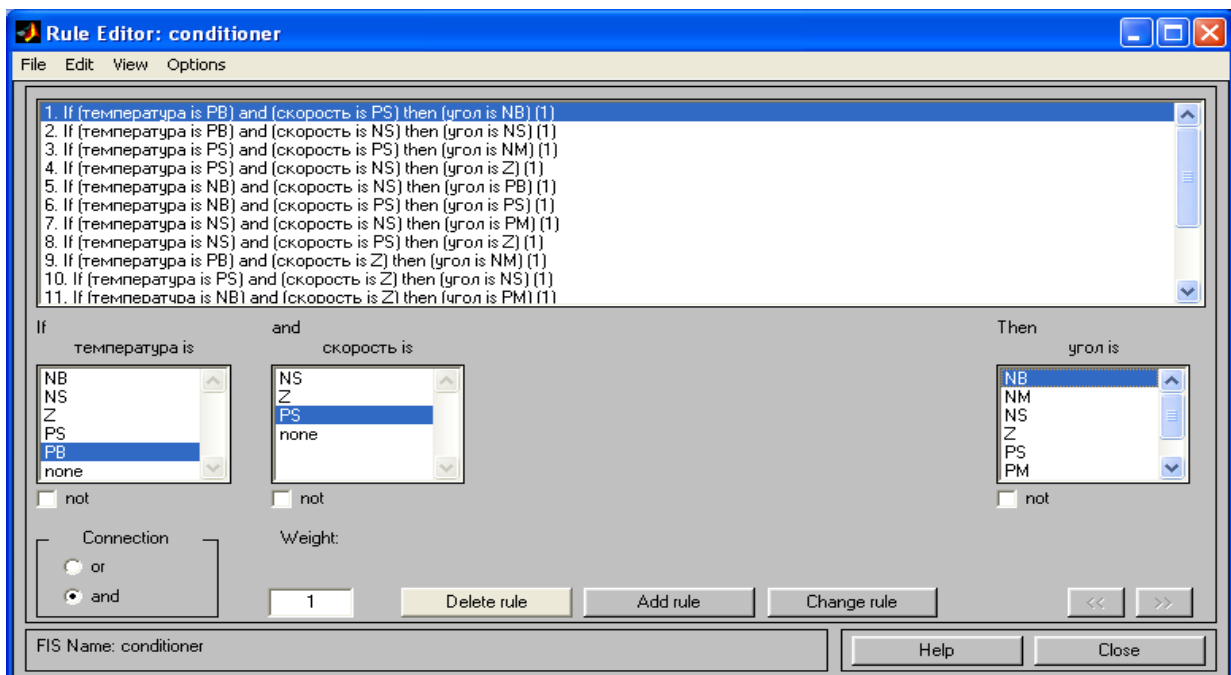 Rule Editor: conditioner
File Edit View Options
1. If (температура is PB) and (скорость is PS) then (угол is NB) (1)
2. If (температура is PB) and (скорость is NS) then (угол is NS) (1)
3. If (температура is PS) and (скорость is PS) then (угол is NM) (1)
4. If (температура is PS) and (скорость is NS) then (угол is Z) (1)
5. If (температура is NB) and (скорость is NS) then (угол is PB) (1)
6. If (температура is NB) and (скорость is PS) then (угол is PS) (1)
7. If (температура is NS) and (скорость is NS) then (угол is PM) (1)
8. If (температура is NS) and (скорость is PS) then (угол is Z) (1)
9. If (температура is PB) and (скорость is Z) then (угол is NM) (1)
10. If (температура is PS) and (скорость is Z) then (угол is NS) (1)
11. If (температура is NB) and (скорость is Z) then (угол is PM) (1)
If
температура is
NB
NS
Z
PS
PB
none
not
and
скорость is
NS
Z
PS
none
not
Then
угол is
NB
NM
NS
Z
PS
PM
not
Connection
or
and
Weight:
1
Delete rule
Add rule
Change rule
<<
>>
FIS Name: conditioner
Help
Close